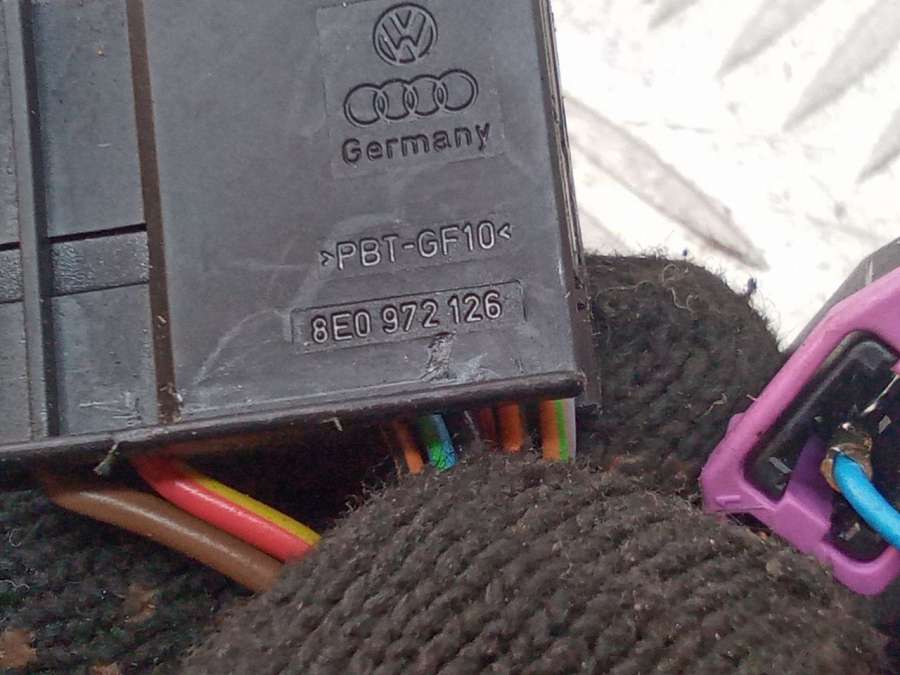 Germany
>PBT-GF10<
8E0 972 126